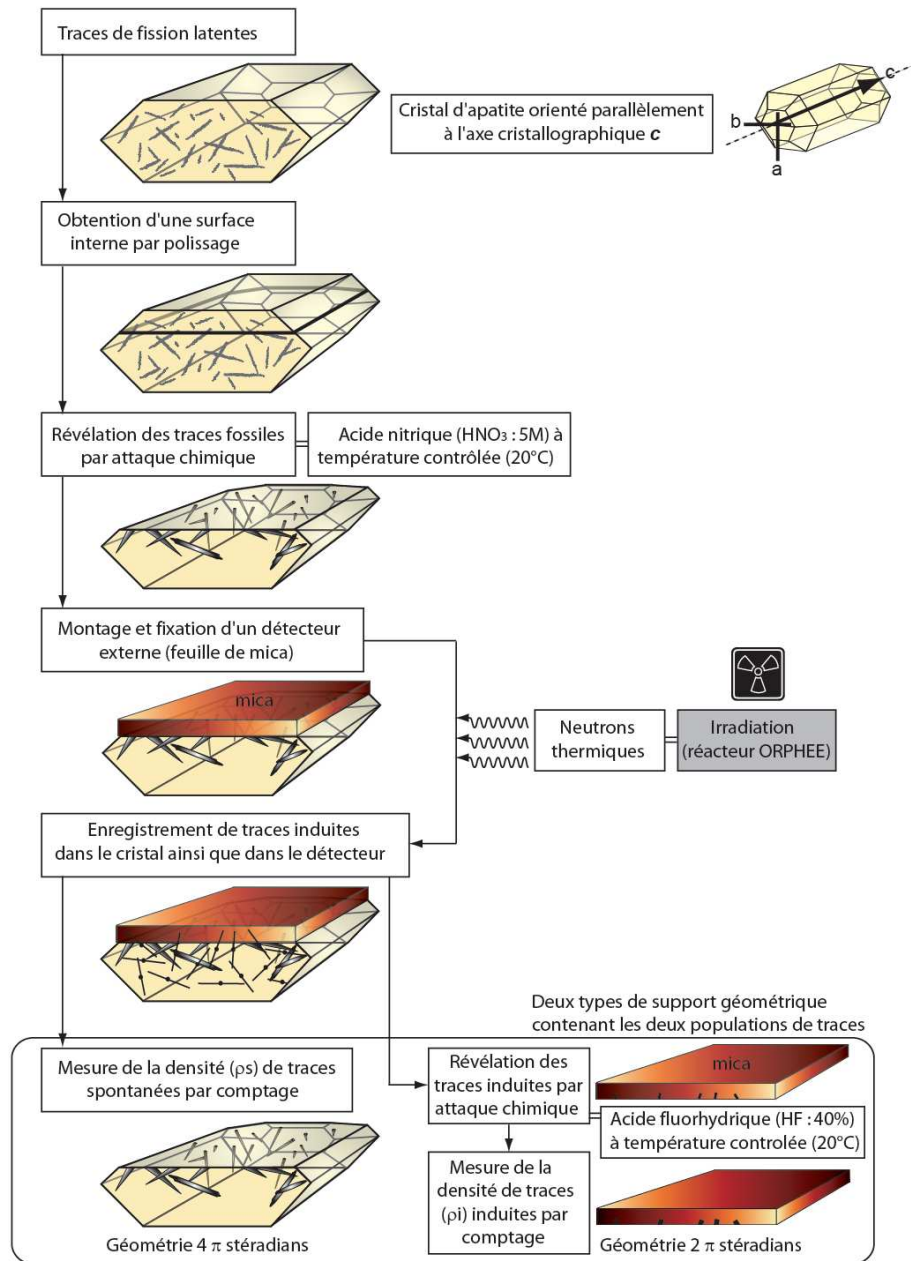 Traces de fission latentes
Cristal d'apatite orienté parallèlement
à l'axe cristallographique c
c
b
a
Obtention d'une surface
interne par polissage
Révélation des traces fossiles
par attaque chimique
Acide nitrique (HNO3 : 5M) à
température contrôlée (20°C)
Montage et fixation d'un détecteur
externe (feuille de mica)
mica
Neutrons
thermiques
Irradiation
(réacteur ORPHEE)
Enregistrement de traces induites
dans le cristal ainsi que dans le détecteur
Deux types de support géométrique
contenant les deux populations de traces
Mesure de la densité (ρs) de traces
spontanées par comptage
Révélation des
traces induites par
attaque chimique
mica
Acide fluorhydrique (HF : 40%)
à température controlée (20°C)
Mesure de la
densité de traces
(ρi) induites par
comptage
Géométrie 4 π stéradians
Géométrie 2 π stéradians